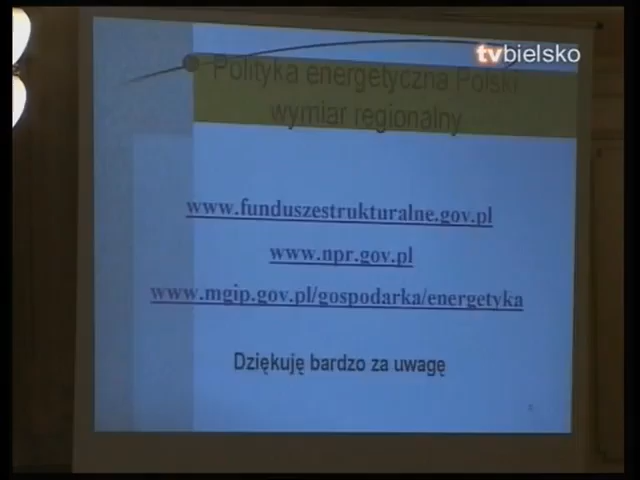 tvbielsko
Polityka energetyczna Polski
wymiar regionalny
www.funduszestrukturalne.gov.pl
www.npr.gov.pl
www.mgip.gov.pl/gospodarka/energetyka
Dziękuję bardzo za uwagę